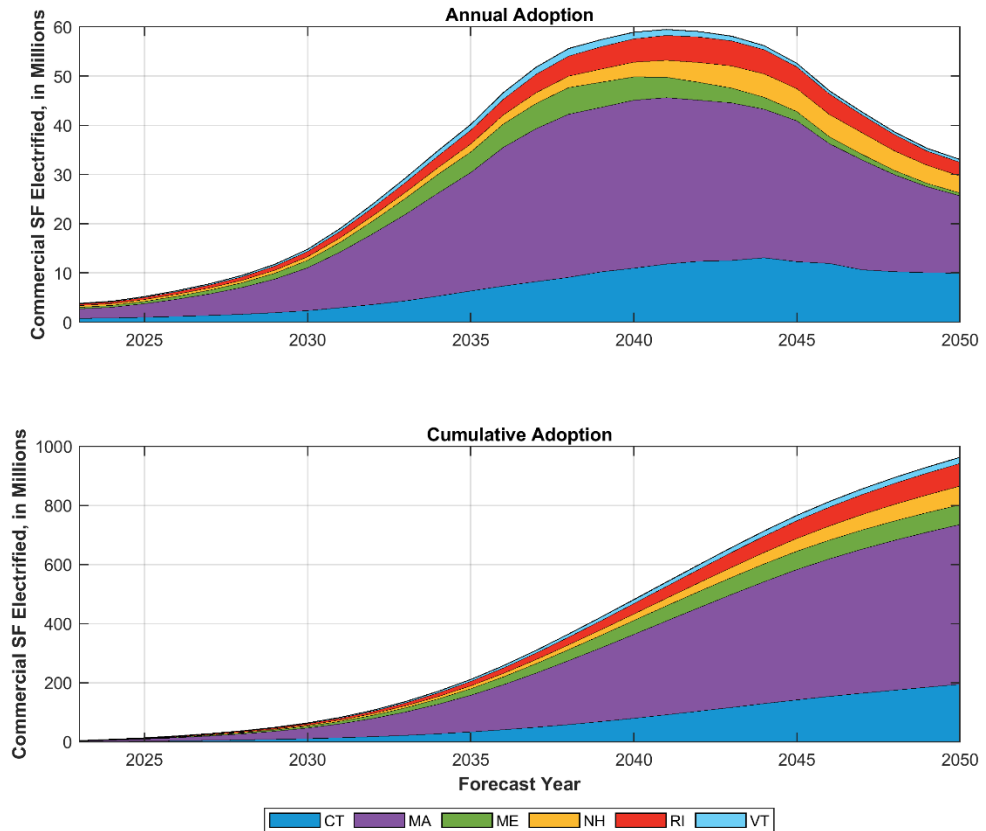 Annual Adoption
Commercial SF Electrified, in Millions
60
50
40
30
20
10
0
2025 2030 2035 2040 2045 2050
Cumulative Adoption
Commercial SF Electrified, in Millions
1000
800
600
400
200
0
2025 2030 2035 2040 2045 2050
Forecast Year
CT MA ME NH RI VT